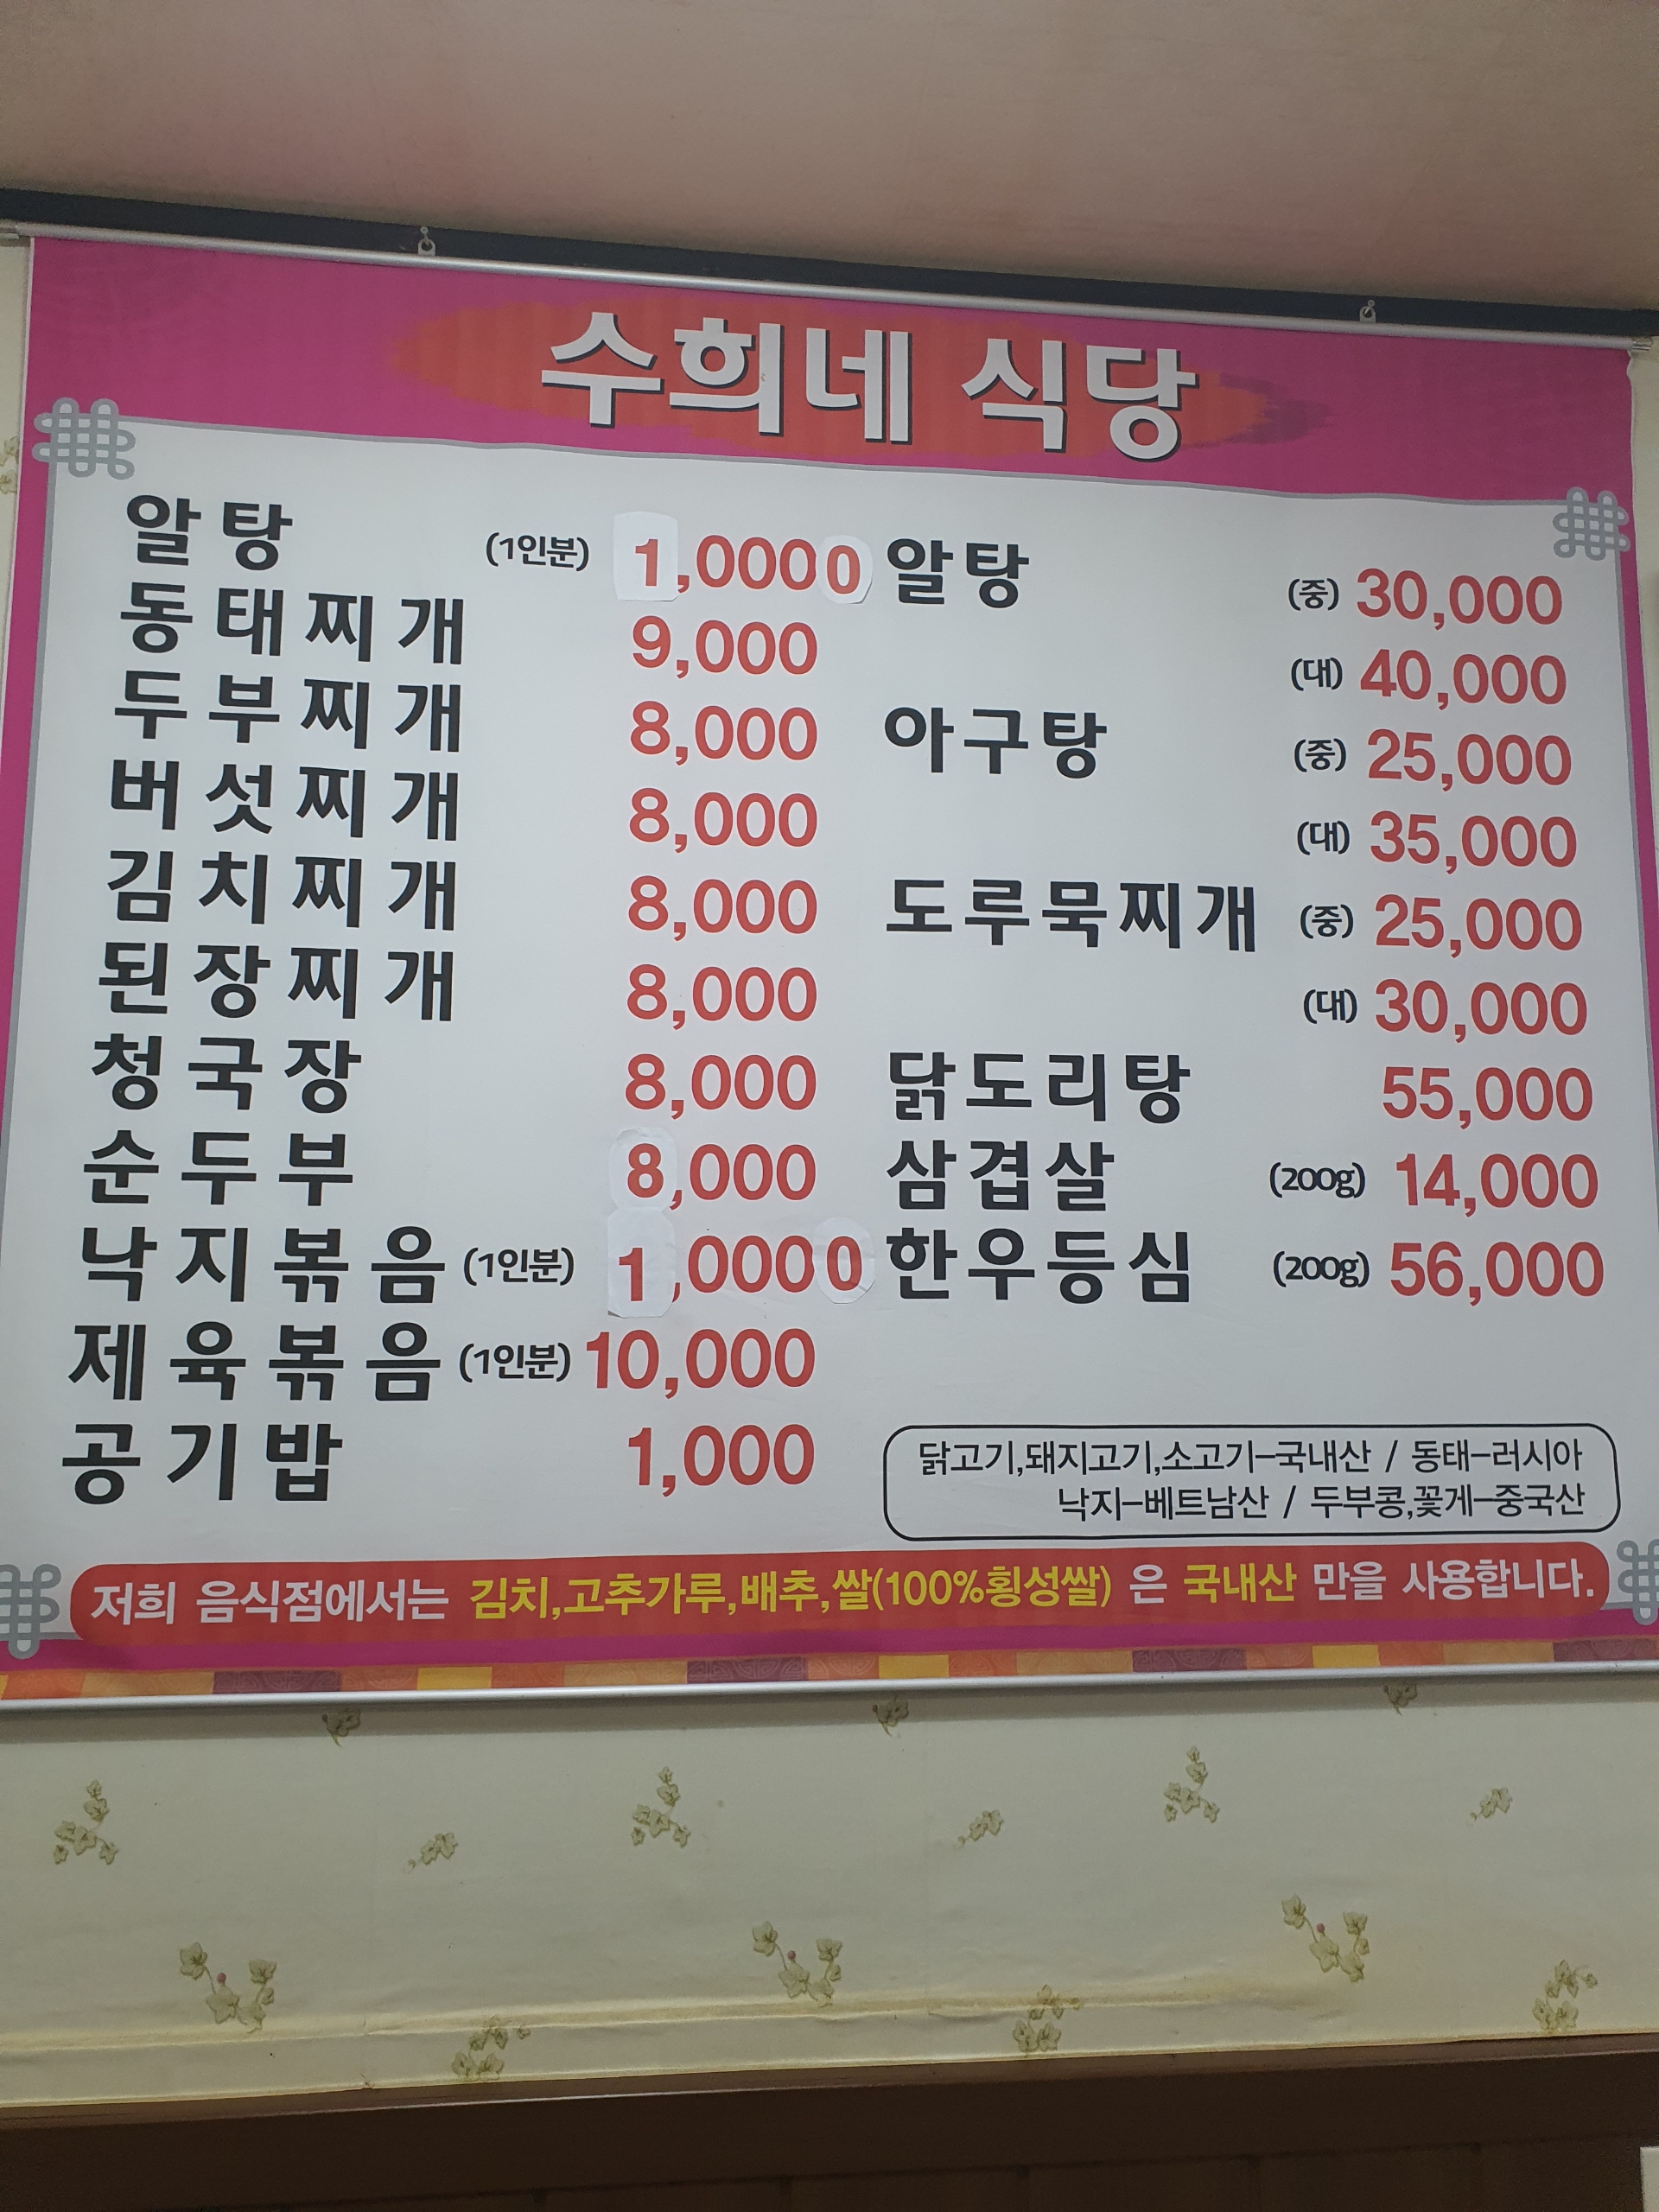 수희네 식당
알탕 (1인분) 1,0000
동태찌개 9,000
두부찌개 8,000
버섯찌개 8,000
김치찌개 8,000
된장찌개 8,000
청국장 8,000
순두부 8,000
낙지볶음 (1인분) 1,0000
제육볶음 (1인분) 10,000
공기밥 1,000
알탕 (중) 30,000
(대) 40,000
아구탕 (중) 25,000
(대) 35,000
도루묵찌개 (중) 25,000
(대) 30,000
닭도리탕 55,000
삼겹살 (200g) 14,000
한우등심 (200g) 56,000
닭고기,돼지고기,소고기-국내산 / 동태-러시아
낙지-베트남산 / 두부콩,꽃게-중국산
저희 음식점에서는 김치,고추가루,배추,쌀(100%횡성쌀) 은 국내산 만을 사용합니다.